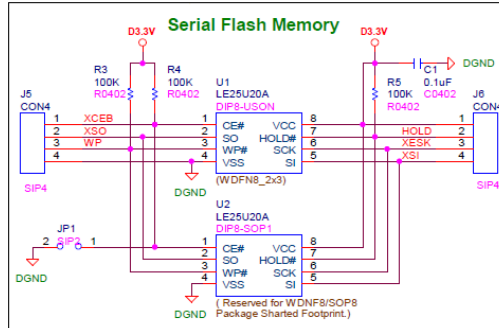 Serial Flash Memory
D3.3V
D3.3V
R3
100K
R0402
R4
100K
R0402
U1
LE25U20A
DIP8-USON
R5
100K
R0402
C1
0.1uF
C0402
DGND
J5
CON4
J6
CON4
1 XCEB
2 XSO
3 WP
4
SIP4
1 CE# VCC 8
2 SO HOLD# 7
3 WP# SCK 6
4 VSS SI 5
1
HOLD 2
XESK 3
XSI 4
SIP4
DGND
(WDFN8_2x3)
U2
LE25U20A
DIP8-SOP1
JP1
2 SIP2 1
DGND
1 CE# VCC 8
2 SO HOLD# 7
3 WP# SCK 6
4 VSS SI 5
DGND
( Reserved for WDNF8/SOP8
Package Sharted Footprint.)